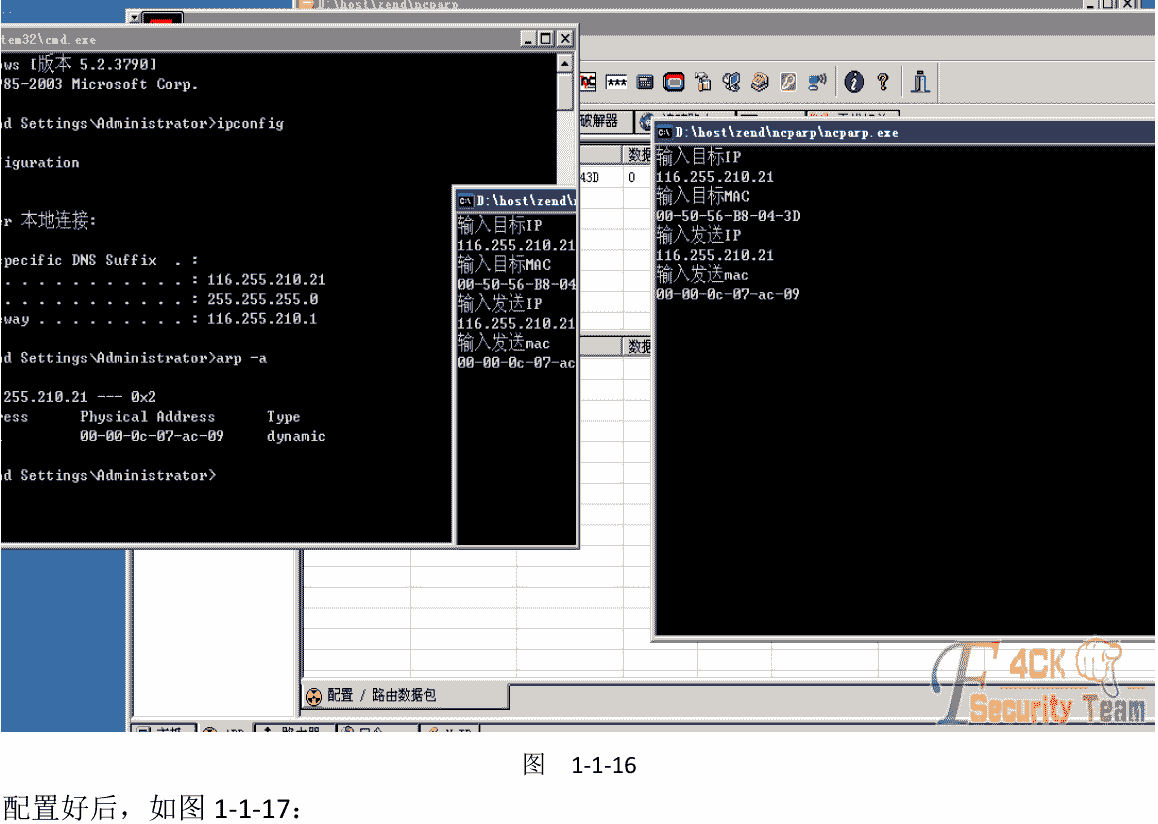 D:\host\zend\ncparp
tem32\cmd.exe
ows [版本 5.2.3790]
985-2003 Microsoft Corp.
nd Settings\Administrator>ipconfig
figuration
er 本地连接:
pecific DNS Suffix . :
. . . . . . . . . . . . : 116.255.210.21
. . . . . . . . . . . . : 255.255.255.0
eway . . . . . . . . . : 116.255.210.1
nd Settings\Administrator>arp -a
255.210.21 --- 0x2
ress Physical Address Type
00-00-0c-07-ac-09 dynamic
nd Settings\Administrator>
D:\host\zend\n
输入目标IP
116.255.210.21
输入目标MAC
00-50-56-B8-04
输入发送IP
116.255.210.21
输入发送mac
00-00-0c-07-ac
破解器
数据
43D 0
数据
D:\host\zend\ncparp\ncparp.exe
输入目标IP
116.255.210.21
输入目标MAC
00-50-56-B8-04-3D
输入发送IP
116.255.210.21
输入发送mac
00-00-0c-07-ac-09
配置 / 路由数据包
F4CK
Security Team
图 1-1-16
配置好后，如图 1-1-17：